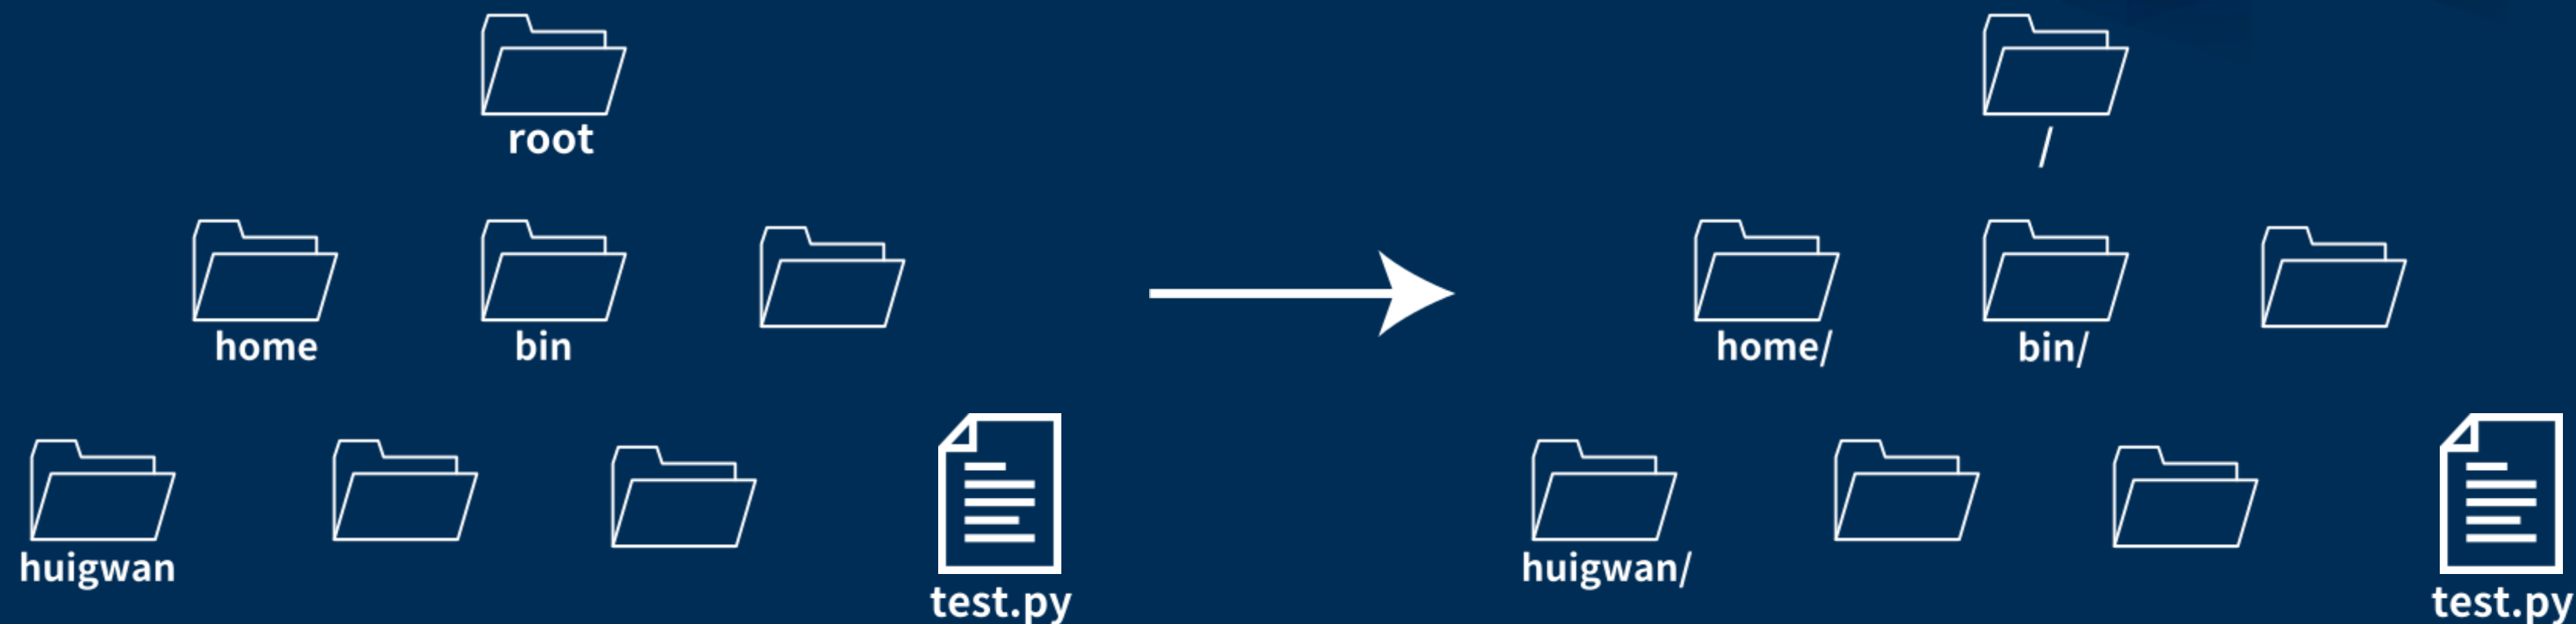 root
home
bin
huigwan
test.py
/
home/
bin/
huigwan/
test.py